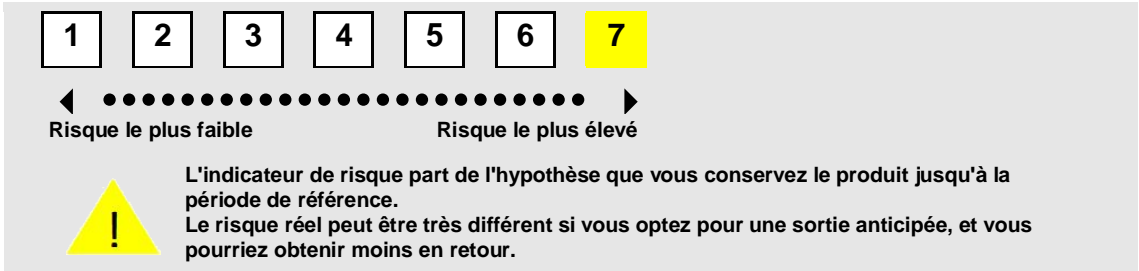 1 2 3 4 5 6 7
Risque le plus faible Risque le plus élevé
L'indicateur de risque part de l'hypothèse que vous conservez le produit jusqu'à la
période de référence.
! Le risque réel peut être très différent si vous optez pour une sortie anticipée, et vous
pourriez obtenir moins en retour.